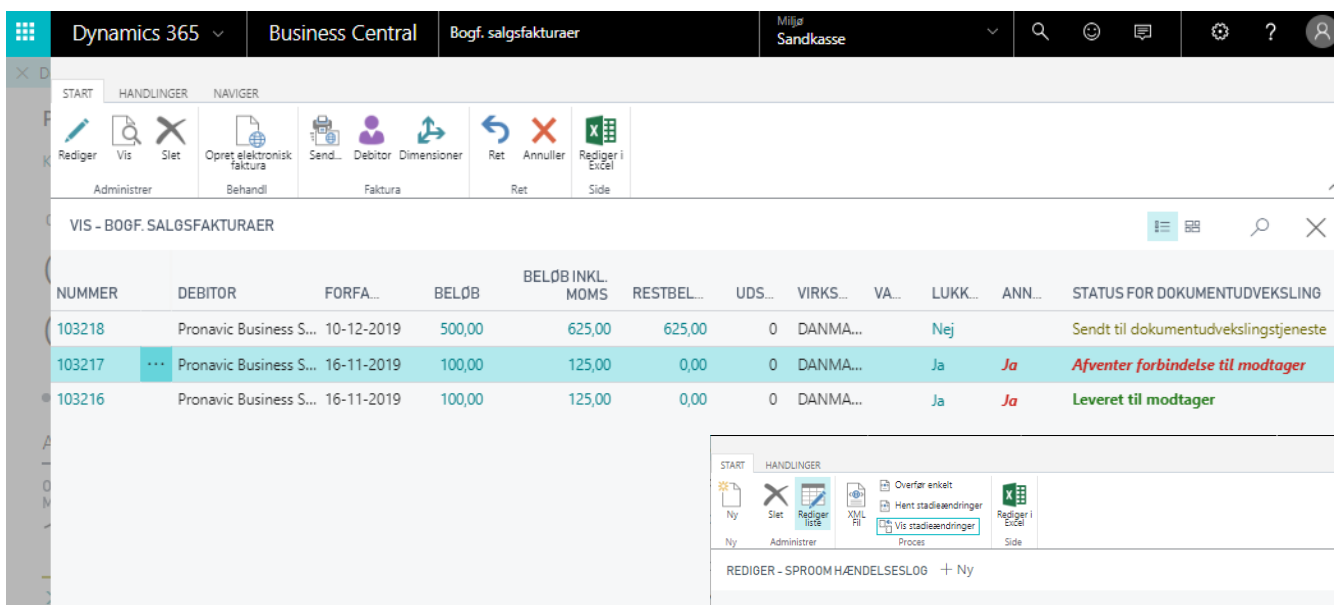 Dynamics 365 Business Central Bogf. salgsfakturaer Miljø
Sandkasse ?
START HANDLINGER NAVIGER
Rediger Vis Slet Opret elektronisk faktura Send... Debitor Dimensioner Ret Annuller Rediger i Excel
Administrer Behandl Faktura Ret Side
VIS - BOGF. SALGSFAKTURAER
NUMMER DEBITOR FORFA... BELØB BELØB INKL. MOMS RESTBEL... UDS... VIRKS... VA... LUKK... ANN... STATUS FOR DOKUMENTUDVEKSLING
103218 Pronavic Business S... 10-12-2019 500,00 625,00 625,00 0 DANMA... Nej Sendt til dokumentudvekslingstjeneste
103217 ... Pronavic Business S... 16-11-2019 100,00 125,00 0,00 0 DANMA... Ja Ja Afventer forbindelse til modtager
103216 Pronavic Business S... 16-11-2019 100,00 125,00 0,00 0 DANMA... Ja Ja Leveret til modtager
START HANDLINGER
Ny Slet Rediger liste XML Fil Overfør enkelt
Hent stadieændringer
Vis stadieændringer
Rediger i Excel
Ny Administrer Proces Side
REDIGER - SPROOM HÆNDELSESLOG + Ny